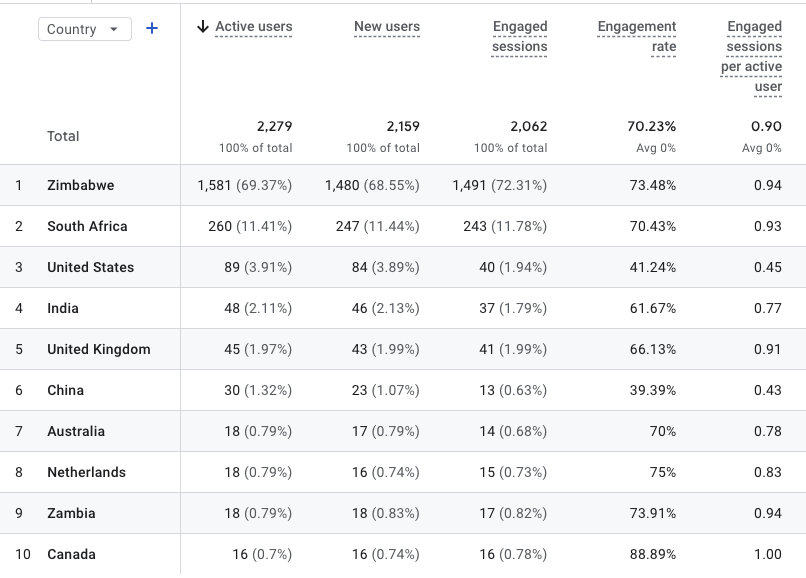 Country
Active users
New users
Engaged sessions
Engagement rate
Engaged sessions per active user
Total
2,279 2,159 2,062 70.23% 0.90
100% of total 100% of total 100% of total Avg 0% Avg 0%
1 Zimbabwe 1,581 (69.37%) 1,480 (68.55%) 1,491 (72.31%) 73.48% 0.94
2 South Africa 260 (11.41%) 247 (11.44%) 243 (11.78%) 70.43% 0.93
3 United States 89 (3.91%) 84 (3.89%) 40 (1.94%) 41.24% 0.45
4 India 48 (2.11%) 46 (2.13%) 37 (1.79%) 61.67% 0.77
5 United Kingdom 45 (1.97%) 43 (1.99%) 41 (1.99%) 66.13% 0.91
6 China 30 (1.32%) 23 (1.07%) 13 (0.63%) 39.39% 0.43
7 Australia 18 (0.79%) 17 (0.79%) 14 (0.68%) 70% 0.78
8 Netherlands 18 (0.79%) 16 (0.74%) 15 (0.73%) 75% 0.83
9 Zambia 18 (0.79%) 18 (0.83%) 17 (0.82%) 73.91% 0.94
10 Canada 16 (0.7%) 16 (0.74%) 16 (0.78%) 88.89% 1.00